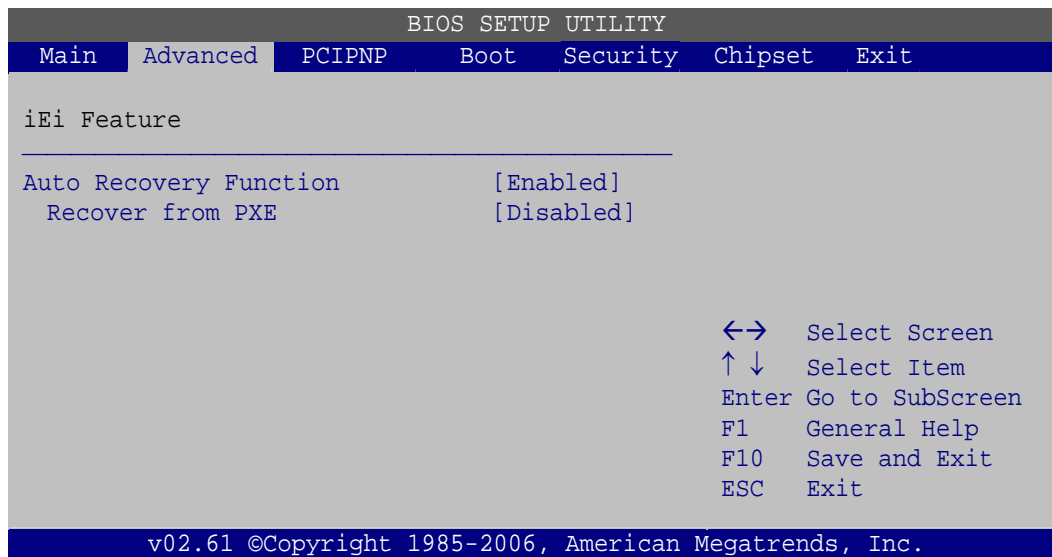 BIOS SETUP UTILITY
Main Advanced PCIPNP Boot Security Chipset Exit
iEi Feature
Auto Recovery Function [Enabled]
Recover from PXE [Disabled]
←→ Select Screen
↑ ↓ Select Item
Enter Go to SubScreen
F1 General Help
F10 Save and Exit
ESC Exit
v02.61 ©Copyright 1985-2006, American Megatrends, Inc.